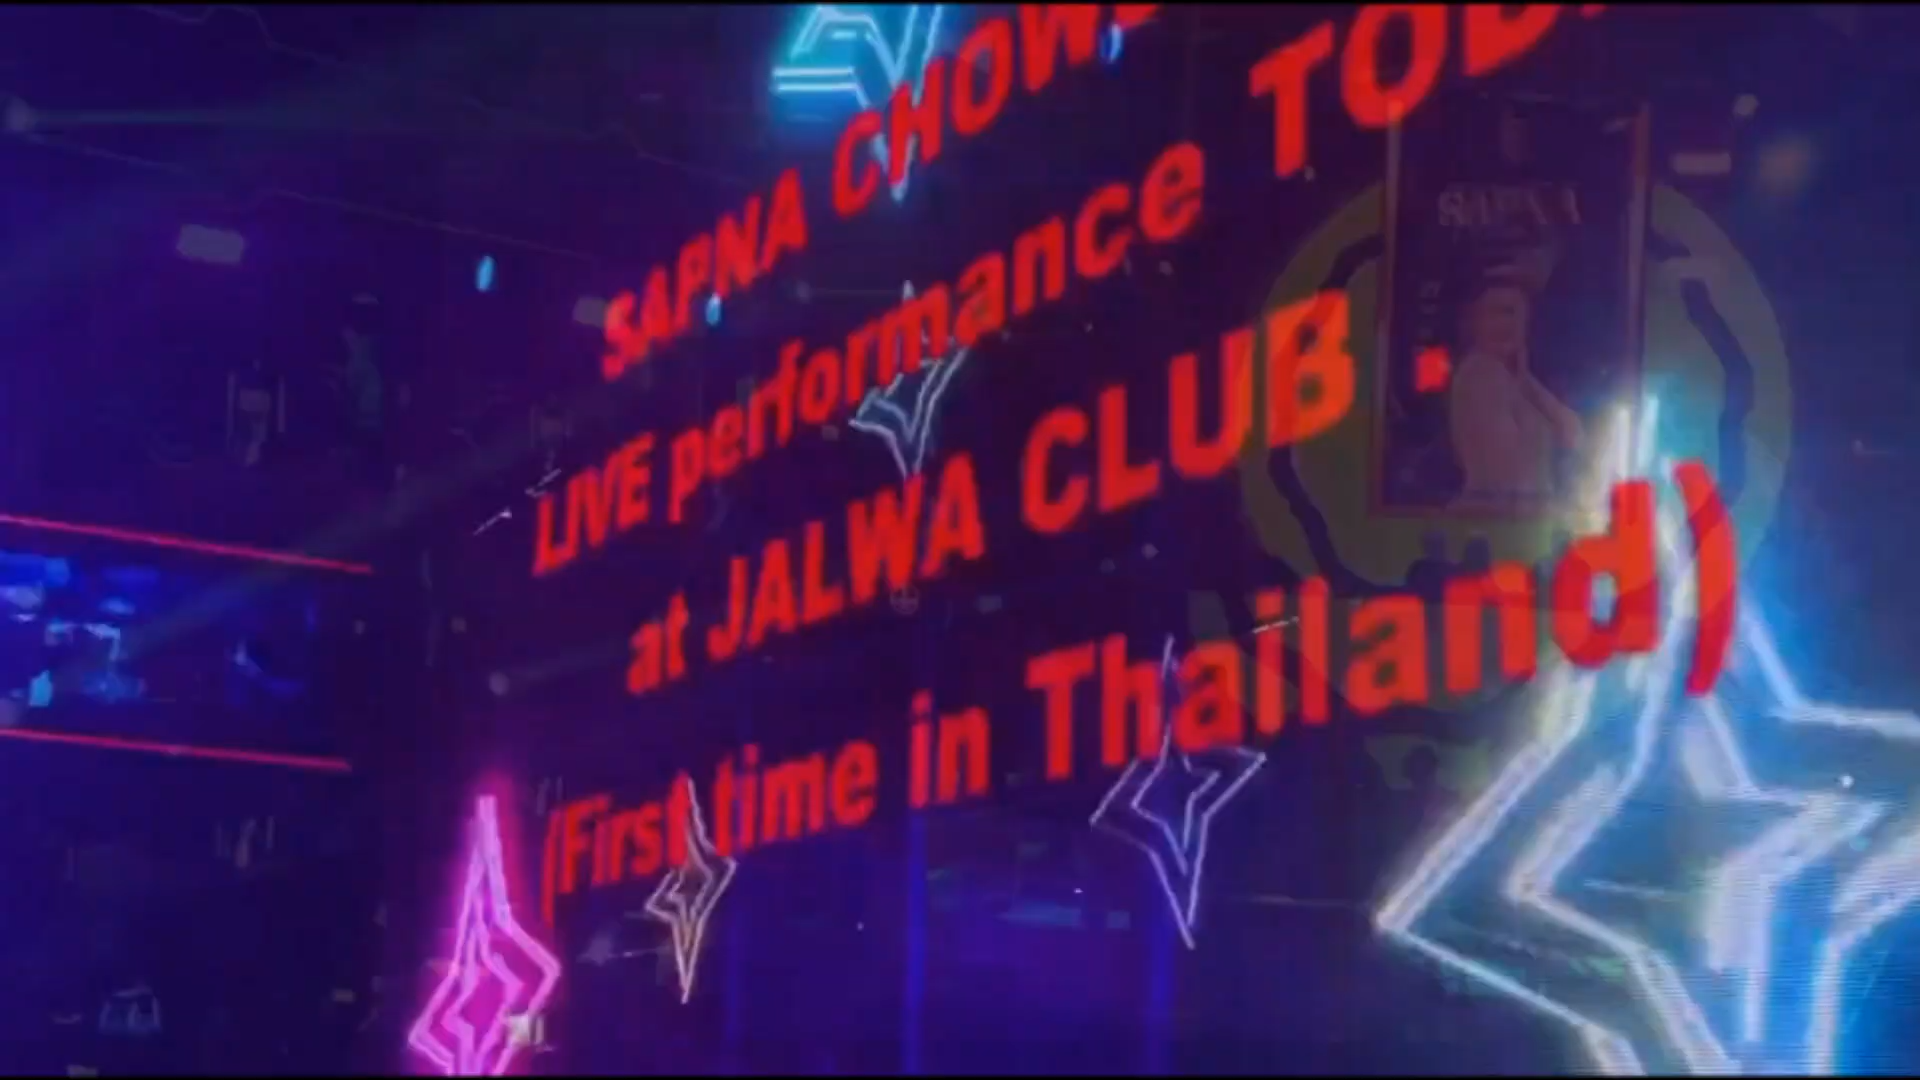 SAPNA
LIVE performance
at JALWA CLUB .
(First time in Thailand)
SAPNA